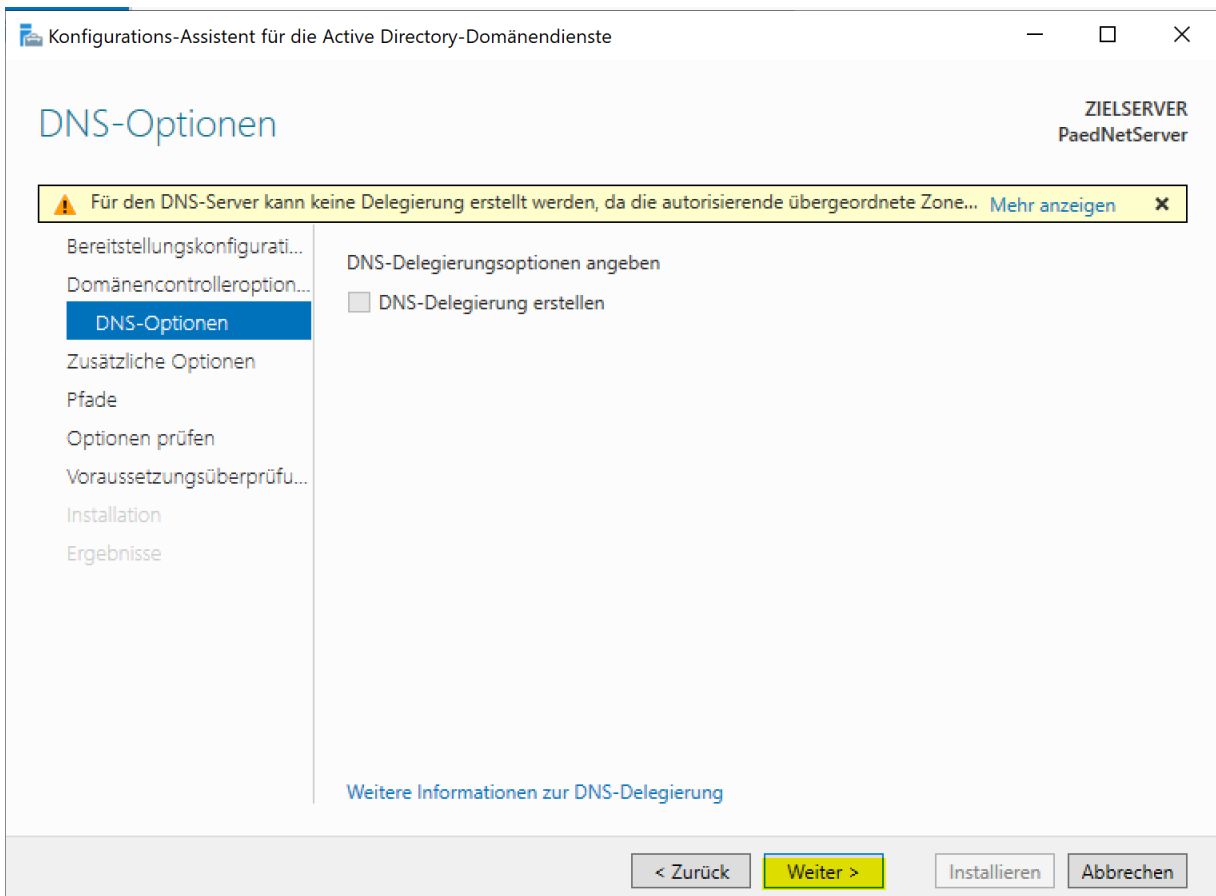 Konfigurations-Assistent für die Active Directory-Domänendienste
DNS-Optionen
ZIELSERVER
PaedNetServer
Für den DNS-Server kann keine Delegierung erstellt werden, da die autorisierende übergeordnete Zone... Mehr anzeigen
Bereitstellungskonfigurati...
Domänencontrolleroption...
DNS-Optionen
Zusätzliche Optionen
Pfade
Optionen prüfen
Voraussetzungsüberprüfu...
Installation
Ergebnisse
DNS-Delegierungsoptionen angeben
DNS-Delegierung erstellen
Weitere Informationen zur DNS-Delegierung
< Zurück
Weiter >
Installieren
Abbrechen